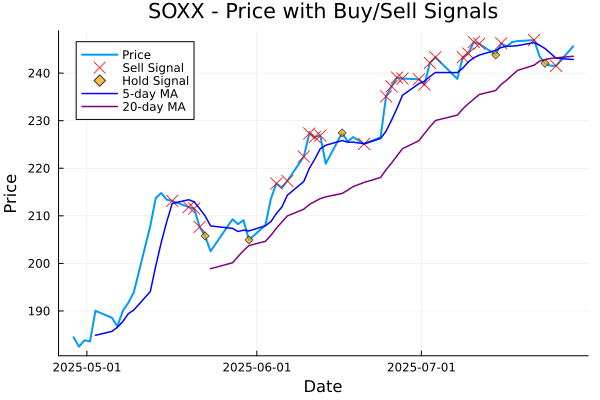 SOXX - Price with Buy/Sell Signals
Price
Sell Signal
Hold Signal
5-day MA
20-day MA
240
230
220
210
200
190
Price
2025-05-01
2025-06-01
2025-07-01
Date